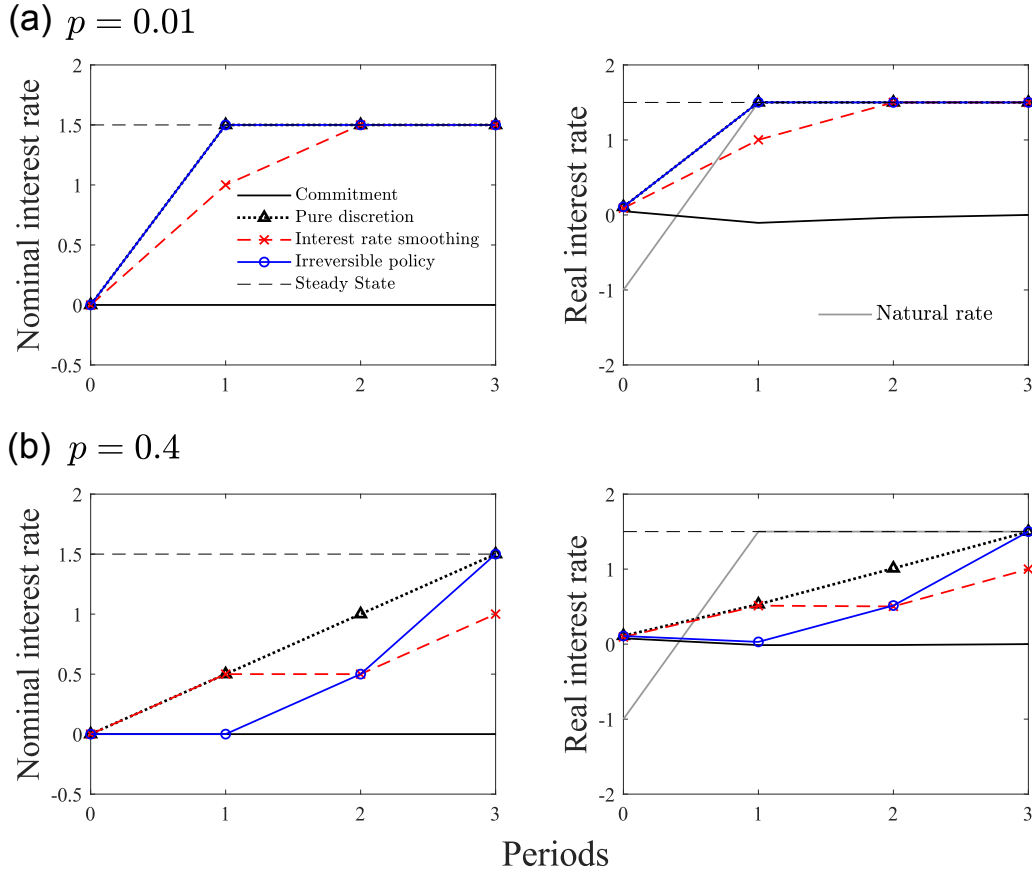 (a) p = 0.01
Nominal interest rate
2
1.5
1
0.5
0
-0.5
0 1 2 3
Commitment
Pure discretion
Interest rate smoothing
Irreversible policy
Steady State
Real interest rate
2
1
0
-1
-2
0 1 2 3
Natural rate
(b) p = 0.4
Nominal interest rate
2
1.5
1
0.5
0
-0.5
0 1 2 3
Real interest rate
2
1
0
-1
-2
0 1 2 3
Periods